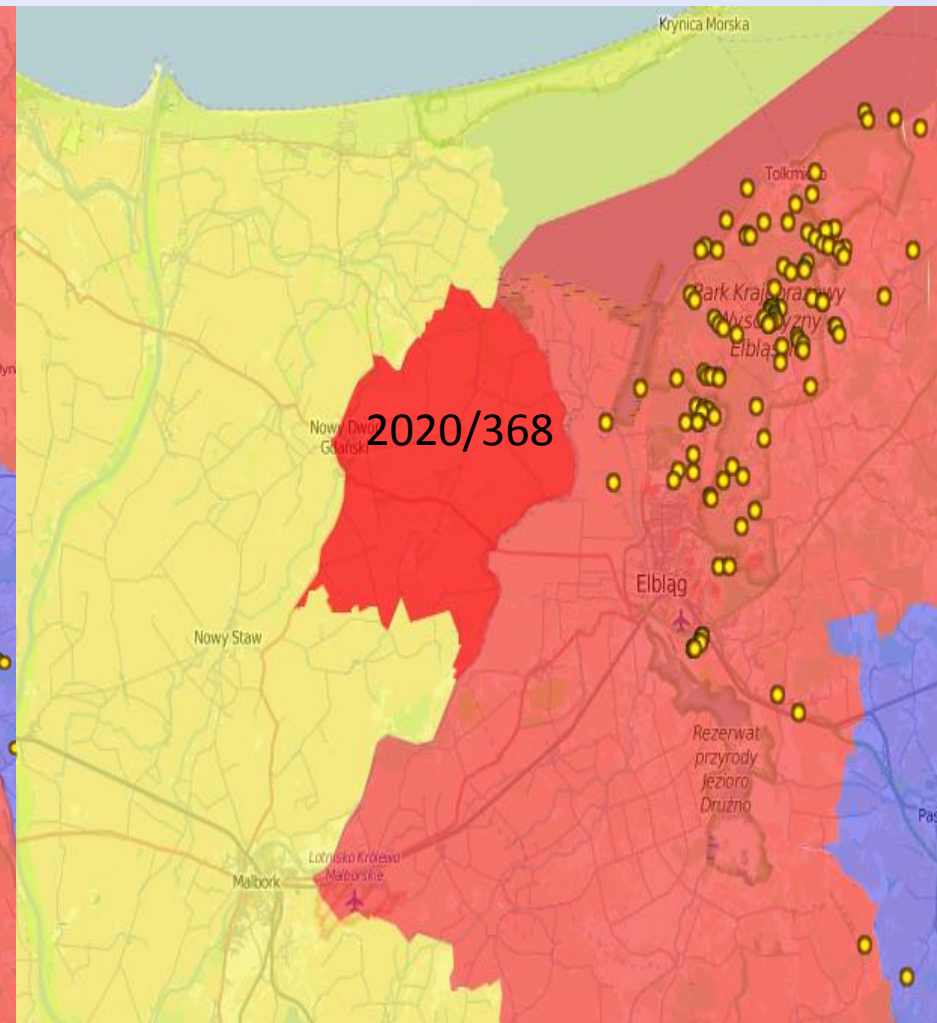 Krynica Morska
Tolkmicko
Park Krajobrazowy
Wysoczyzny
Elbląskiej
Nowy Dwór
Gdański
2020/368
Elbląg
Nowy Staw
Rezerwat
przyrody
Jezioro
Drużno
Pas
Lotnisko Królewo
Malborskie
Malbork